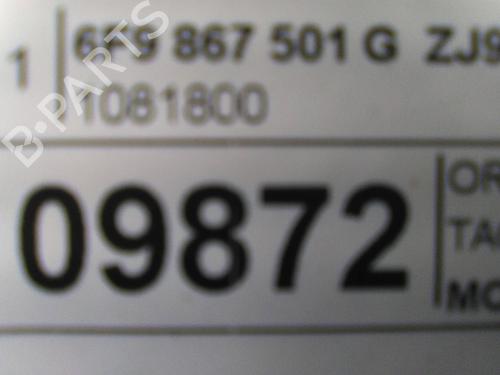 1
6F9 867 501 G ZJ9
1081800
09872
OR
TA
MO
B-PARTS